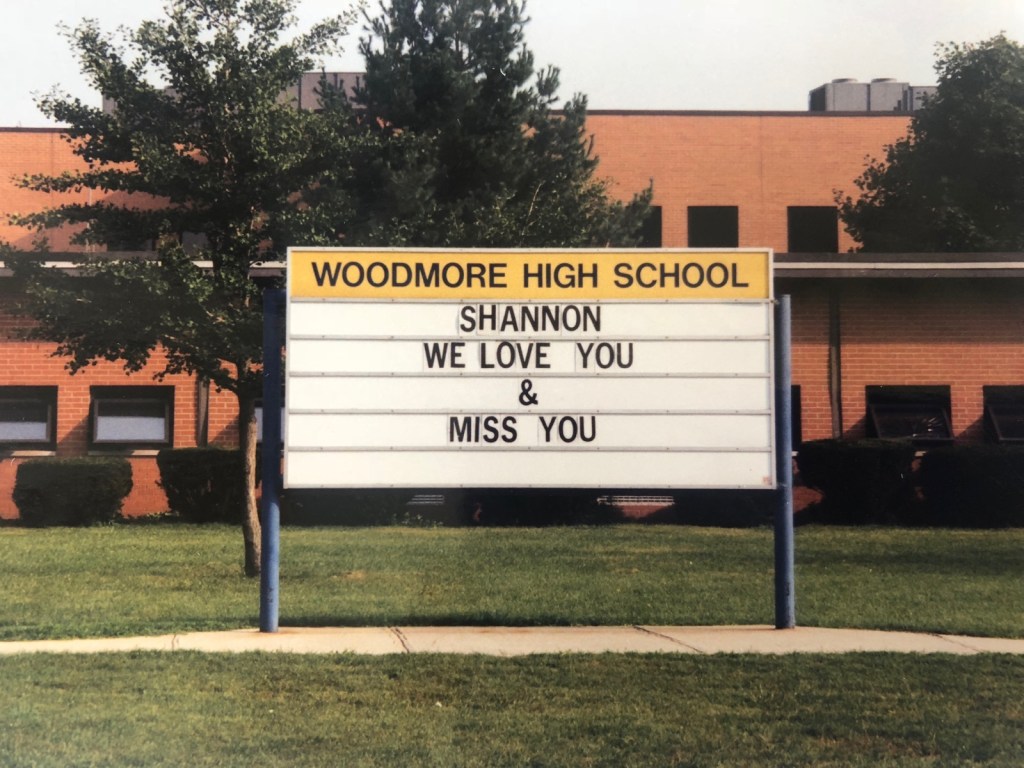 WOODMORE HIGH SCHOOL
SHANNON
WE LOVE YOU
&
MISS YOU